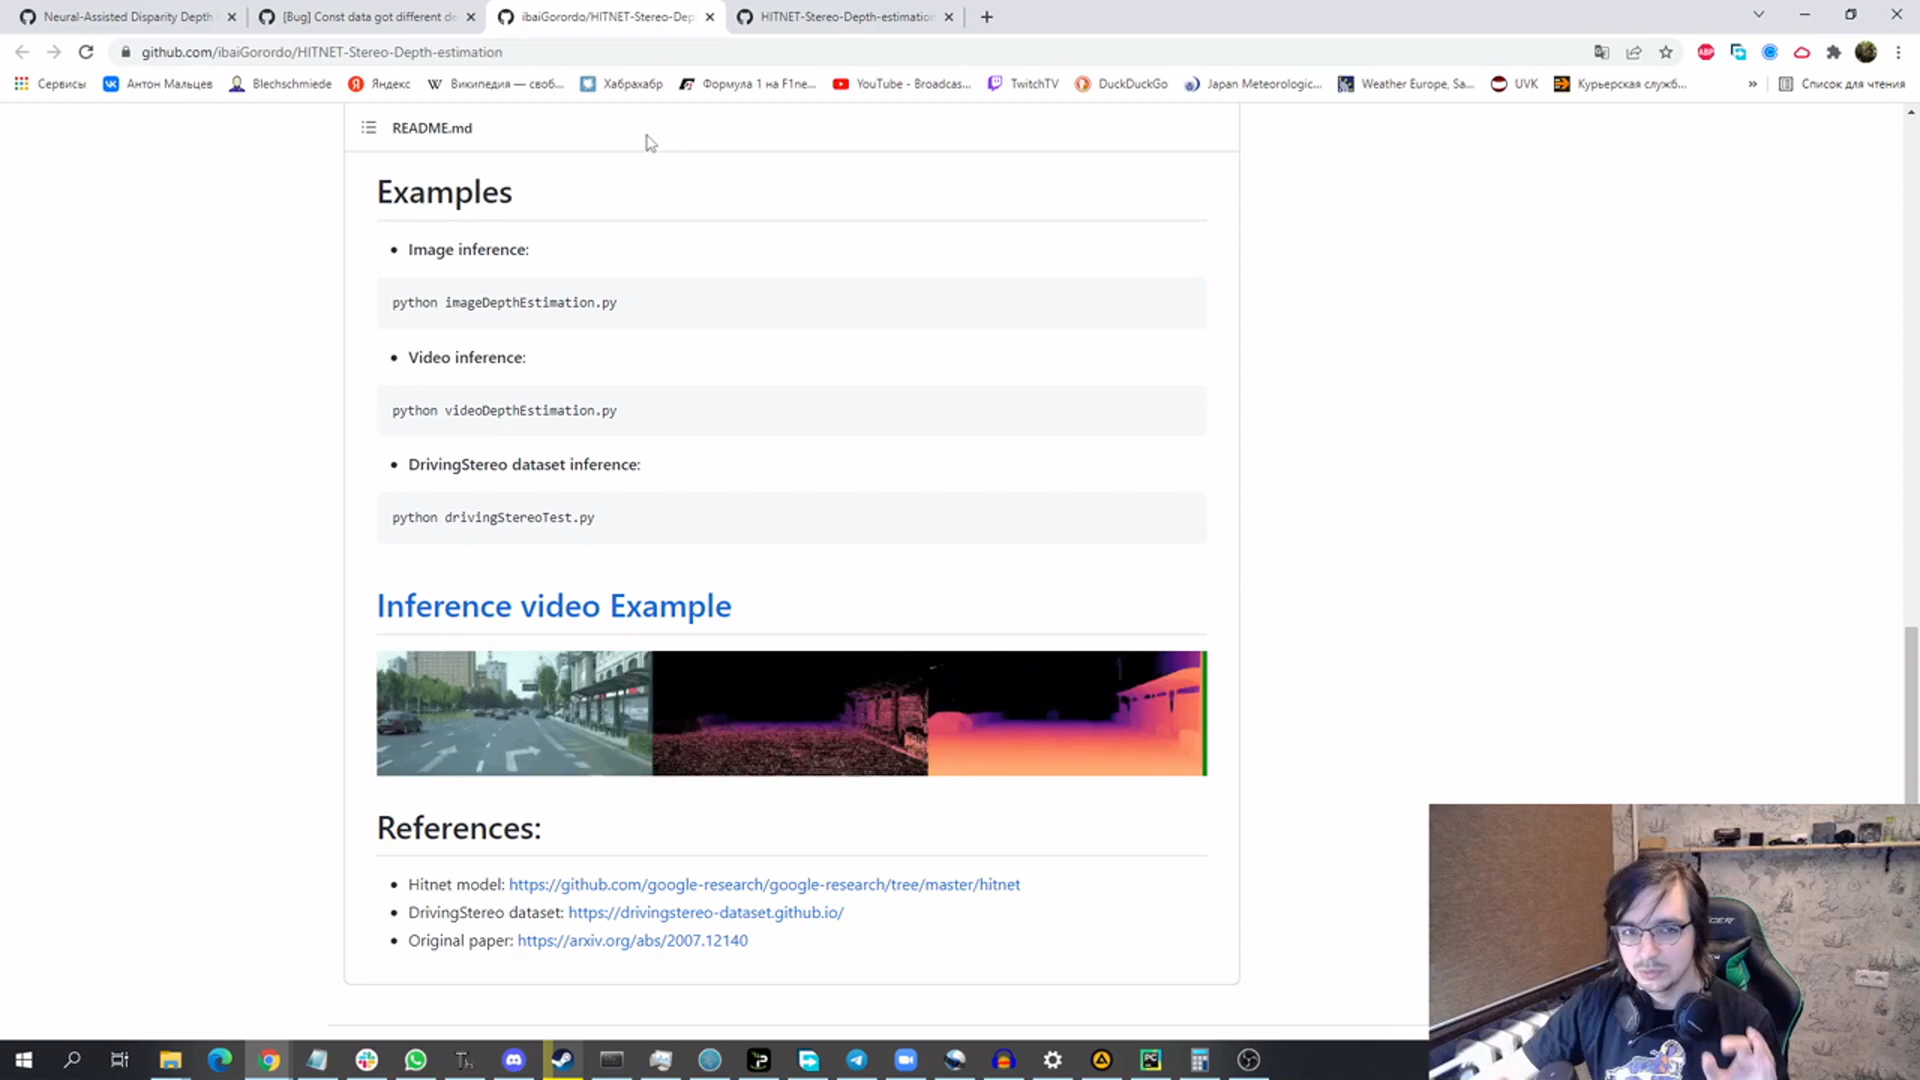 Neural-Assisted Disparity Depth
[Bug] Const data got different de
ibaiGorordo/HITNET-Stereo-Dep
HITNET-Stereo-Depth-estimation
github.com/ibaiGorordo/HITNET-Stereo-Depth-estimation
Сервисы
Антон Мальцев
Blechschmiede
Яндекс
Википедия — своб...
Хабрахабр
Формула 1 на F1ne...
YouTube - Broadcas...
TwitchTV
DuckDuckGo
Japan Meteorologic...
Weather Europe, Sa...
UVK
Курьерская служб...
»
Список для чтения
README.md
Examples
• Image inference:
python imageDepthEstimation.py
• Video inference:
python videoDepthEstimation.py
• DrivingStereo dataset inference:
python drivingStereoTest.py
Inference video Example
References:
• Hitnet model: https://github.com/google-research/google-research/tree/master/hitnet
• DrivingStereo dataset: https://drivingstereo-dataset.github.io/
• Original paper: https://arxiv.org/abs/2007.12140